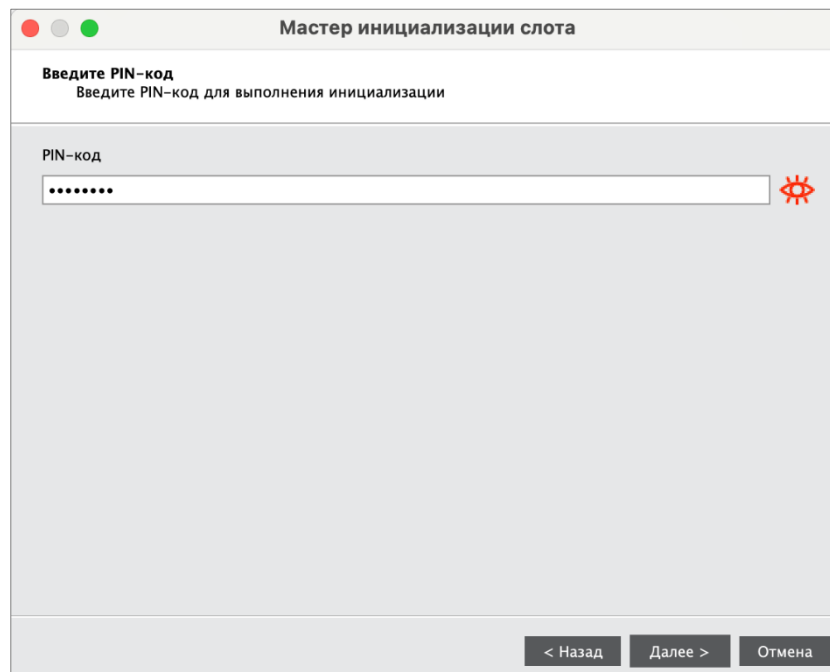 Мастер инициализации слота
Введите PIN-код
Введите PIN-код для выполнения инициализации
PIN-код
••••••••
< Назад
Далее >
Отмена